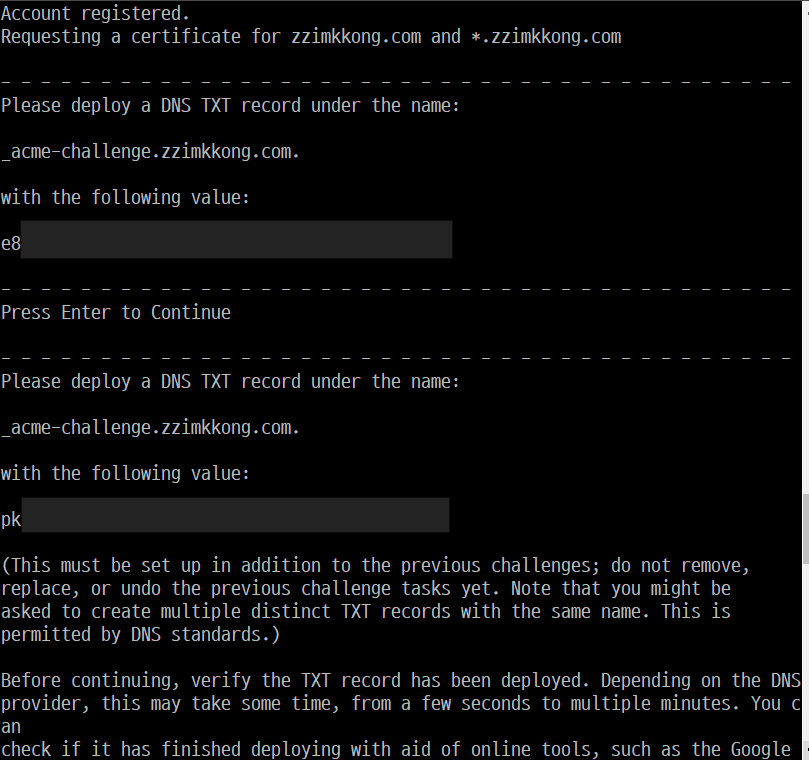 Account registered.
Requesting a certificate for zzimkkong.com and *.zzimkkong.com
- - - - - - - - - - - - - - - - - - - - - - - - - - - - - - - - - - - - - - - -
Please deploy a DNS TXT record under the name:
_acme-challenge.zzimkkong.com.
with the following value:
e8
- - - - - - - - - - - - - - - - - - - - - - - - - - - - - - - - - - - - - - - -
Press Enter to Continue
- - - - - - - - - - - - - - - - - - - - - - - - - - - - - - - - - - - - - - - -
Please deploy a DNS TXT record under the name:
_acme-challenge.zzimkkong.com.
with the following value:
pk
(This must be set up in addition to the previous challenges; do not remove,
replace, or undo the previous challenge tasks yet. Note that you might be
asked to create multiple distinct TXT records with the same name. This is
permitted by DNS standards.)
Before continuing, verify the TXT record has been deployed. Depending on the DNS
provider, this may take some time, from a few seconds to multiple minutes. You c
an
check if it has finished deploying with aid of online tools, such as the Google